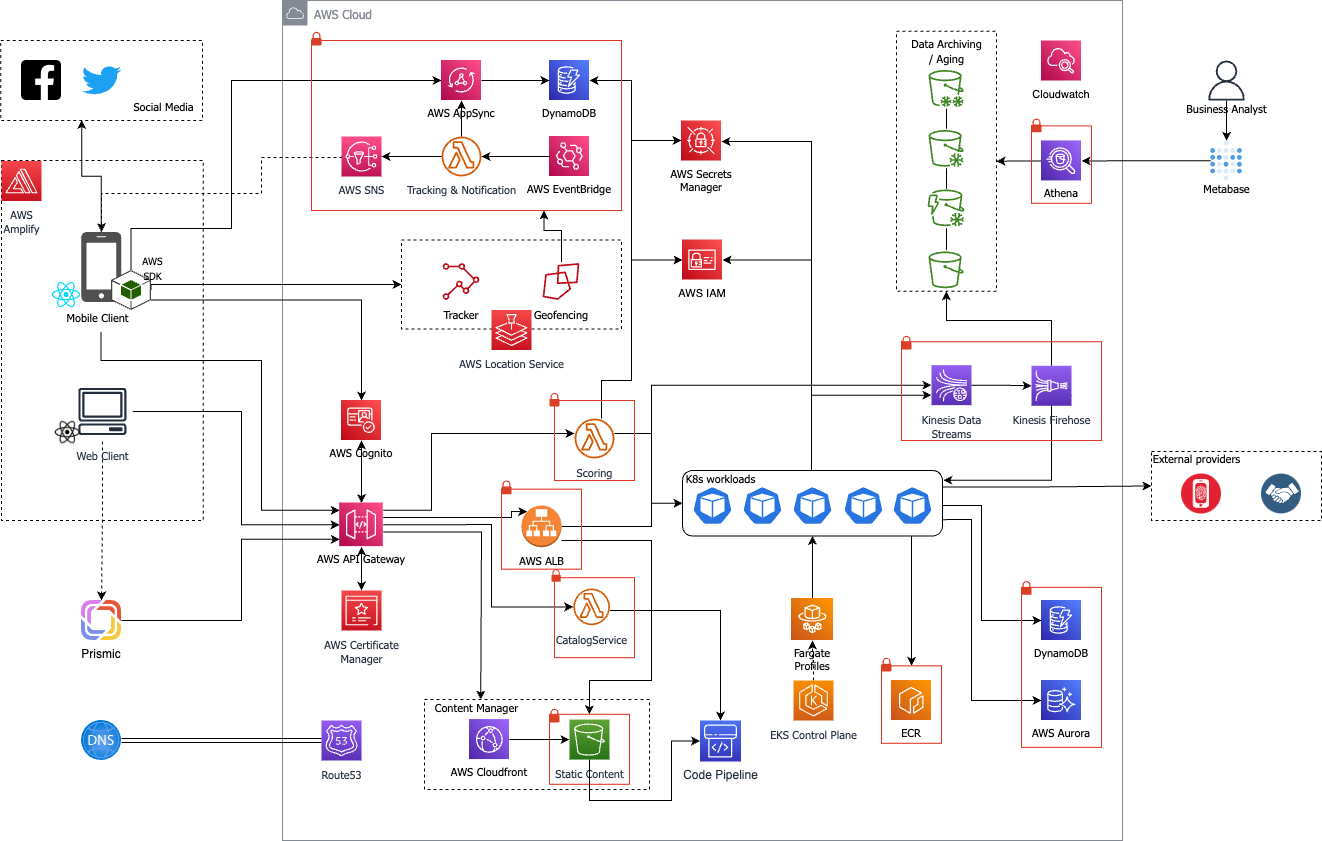 AWS Cloud
Social Media
AWS
Amplify
AWS
SDK
Mobile Client
Web Client
Prismic
DNS
AWS AppSync
DynamoDB
AWS SNS
Tracking & Notification
AWS EventBridge
Tracker
Geofencing
AWS Location Service
AWS Cognito
AWS API Gateway
AWS Certificate
Manager
53
Route53
AWS Secrets
Manager
AWS IAM
Scoring
AWS ALB
CatalogService
Content Manager
AWS Cloudfront
Static Content
Code Pipeline
Data Archiving
/ Aging
Cloudwatch
Athena
Business Analyst
Metabase
Kinesis Data
Streams
Kinesis Firehose
K8s workloads
External providers
Fargate
Profiles
K
EKS Control Plane
ECR
DynamoDB
AWS Aurora